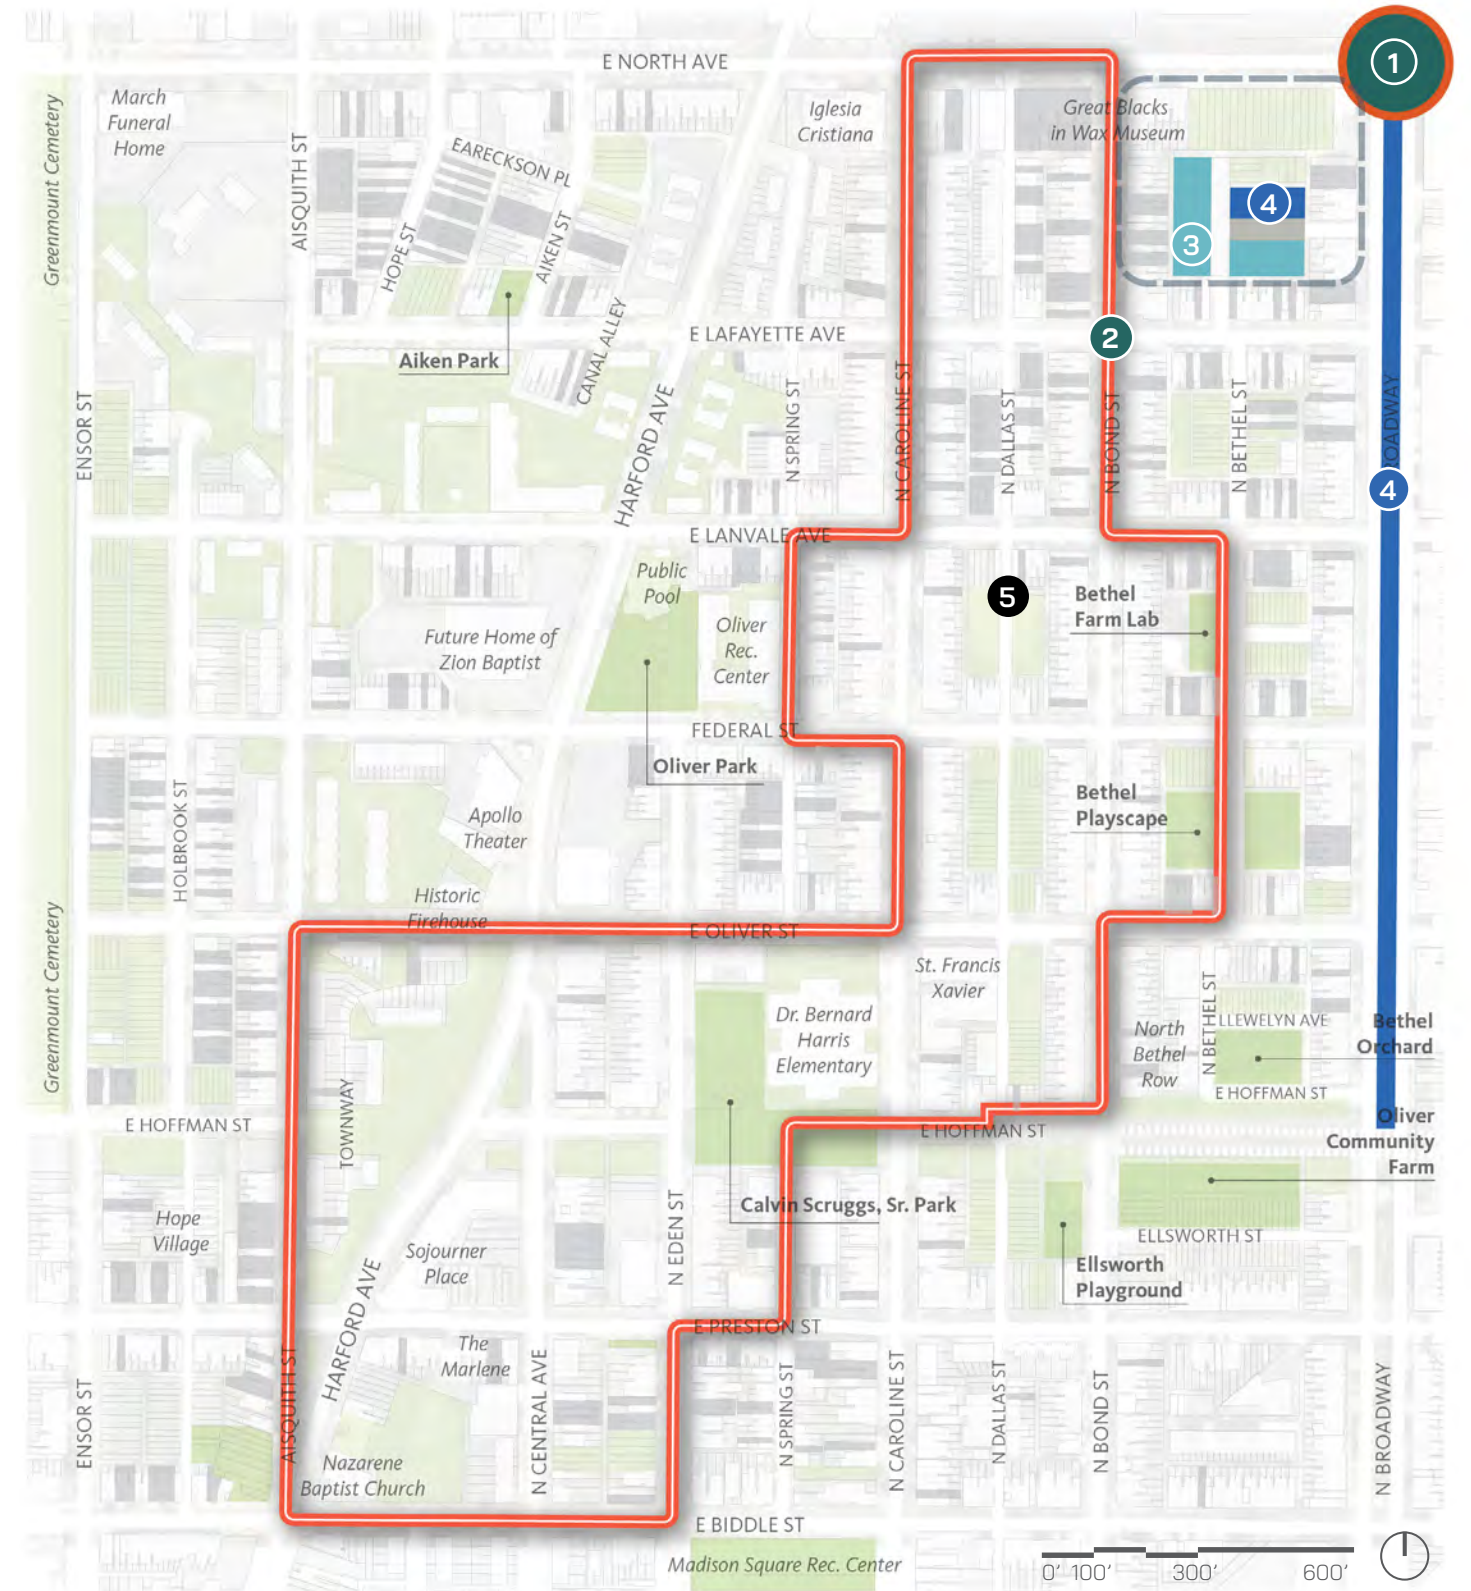 E NORTH AVE
1
March
Funeral
Home
Greenmount Cemetery
AISQUITH ST
Iglesia
Cristiana
Great Blacks
in Wax Museum
EARECKSON PL
HOPE ST
AIKEN ST
4
3
E LAFAYETTE AVE
2
Aiken Park
CANAL ALLEY
ENSOR ST
HARFORD AVE
N SPRING ST
N CAROLINE ST
N DALLAS ST
N BOND ST
N BETHEL ST
BROADWAY
4
E LANVALE AVE
Public
Pool
5
Bethel
Farm Lab
Oliver
Rec.
Center
Future Home of
Zion Baptist
FEDERAL ST
Oliver Park
HOLBROOK ST
Bethel
Playscape
Apollo
Theater
Historic
Firehouse
E OLIVER ST
Greenmount Cemetery
St. Francis
Xavier
Dr. Bernard
Harris
Elementary
North
Bethel
Row
N BETHEL ST
LLEWELYN AVE
Bethel
Orchard
E HOFFMAN ST
TOWNWAY
E HOFFMAN ST
E HOFFMAN ST
Oliver
Community
Farm
Hope
Village
Sojourner
Place
N EDEN ST
Calvin Scruggs, Sr. Park
ELLSWORTH ST
Ellsworth
Playground
HARFORD AVE
E PRESTON ST
The
Marlene
ENSOR ST
AISQUITH ST
N CENTRAL AVE
N SPRING ST
N CAROLINE ST
N DALLAS ST
N BOND ST
N BROADWAY
Nazarene
Baptist Church
E BIDDLE ST
Madison Square Rec. Center
0' 100' 300' 600'